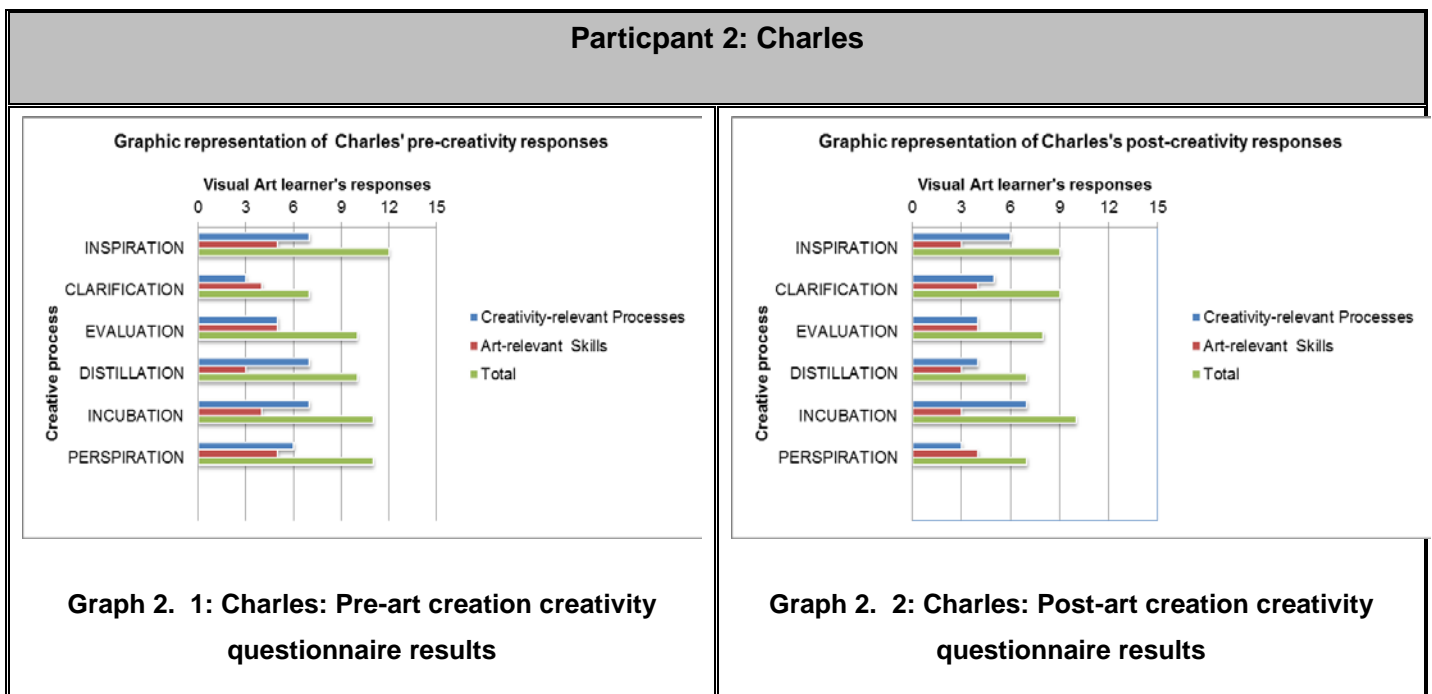 Particpant 2: Charles
Graphic representation of Charles' pre-creativity responses
Visual Art learner's responses
0 3 6 9 12 15
Creative process
INSPIRATION
CLARIFICATION
EVALUATION
DISTILLATION
INCUBATION
PERSPIRATION
Creativity-relevant Processes
Art-relevant Skills
Total
Graph 2. 1: Charles: Pre-art creation creativity
questionnaire results
Graphic representation of Charles's post-creativity responses
Visual Art learner's responses
0 3 6 9 12 15
Creative process
INSPIRATION
CLARIFICATION
EVALUATION
DISTILLATION
INCUBATION
PERSPIRATION
Creativity-relevant Processes
Art-relevant Skills
Total
Graph 2. 2: Charles: Post-art creation creativity
questionnaire results